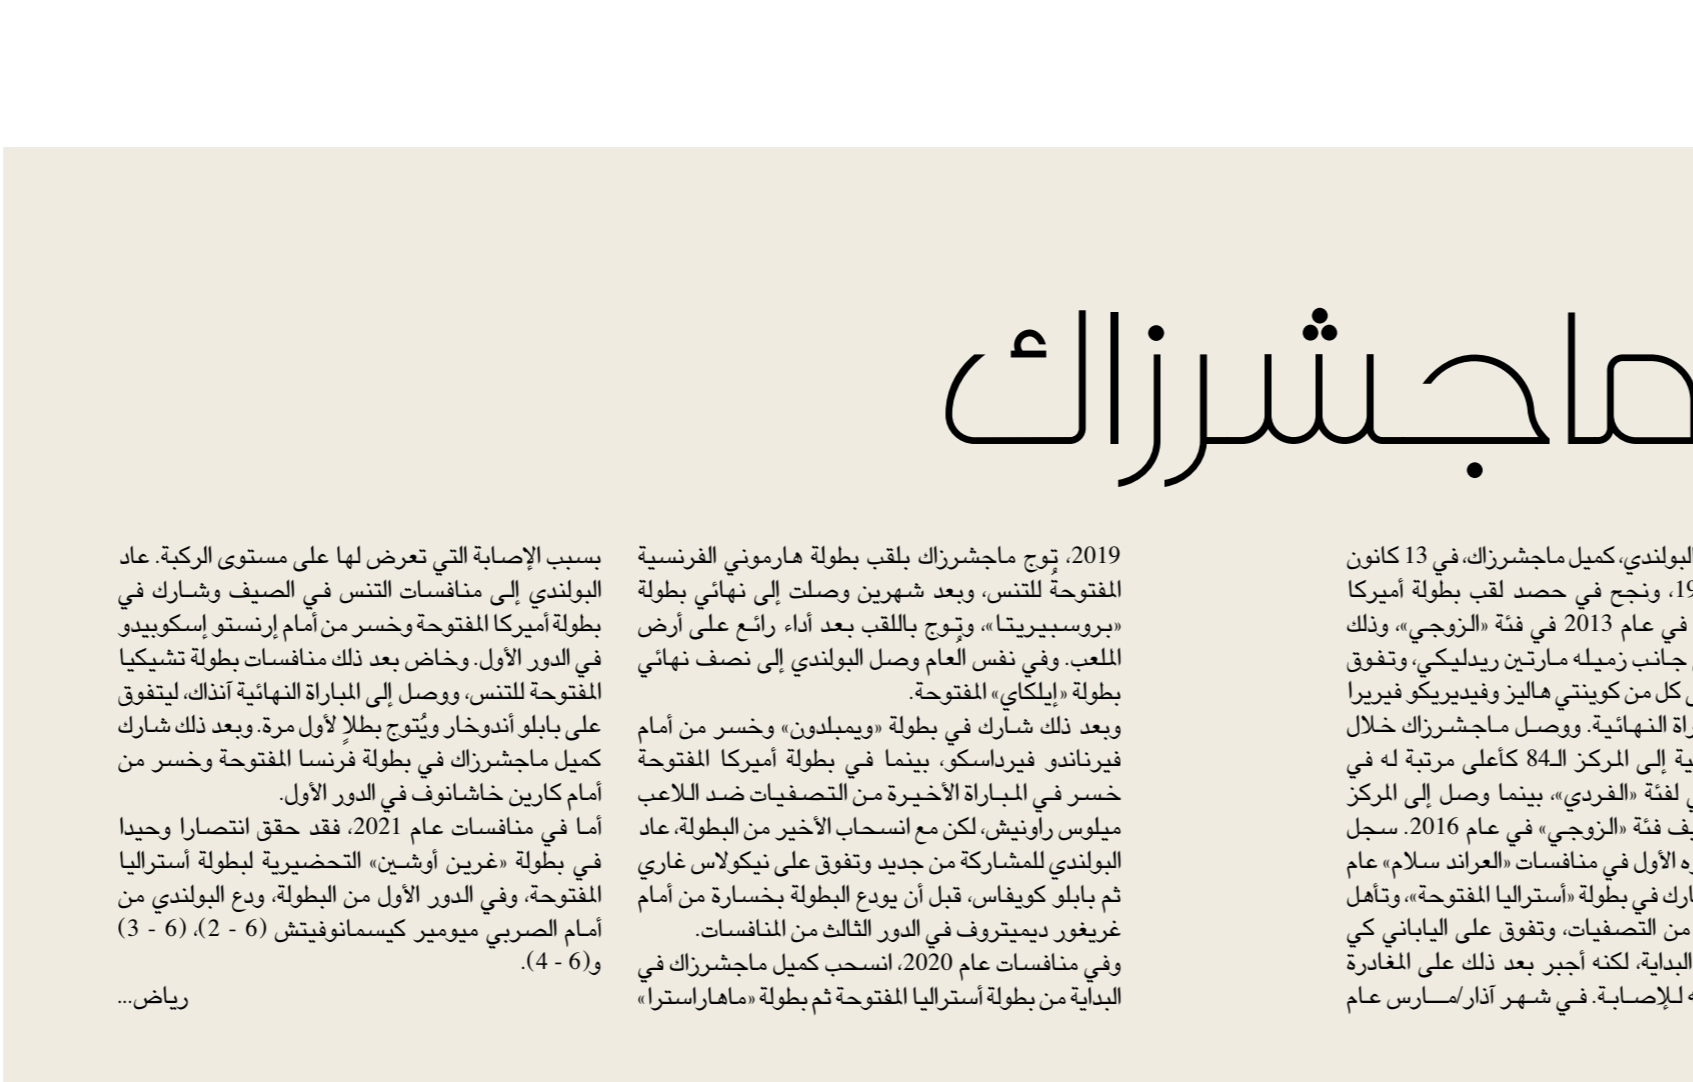 ماجشرزاك
البولندي، كميل ماجشرزاك، في 13 كانون
، ونجح في حصد لقب بطولة أميركا
في عام 2013 في فئة «الزوجي»، وذلك
جانب زميله مارتين ريدليكي، وتفوق
كل من كوينتي هاليز وفيديريكو فيريرا
النهائية. ووصل ماجشرزاك خلال
إلى المركز الـ84 كأعلى مرتبة له في
لفئة «الفردي»، بينما وصل إلى المركز
فئة «الزوجي» في عام 2016. سجل
الأول في منافسات «العراند سلام» عام
في بطولة «أستراليا المفتوحة»، وتأهل
من التصفيات، وتفوق على الياباني كي
البداية، لكنه أجبر بعد ذلك على المغادرة
للإصابة. في شهر آذار/مارس عام
2019، تُوج ماجشرزاك بلقب بطولة هارموني الفرنسية
المفتوحة للتنس، وبعد شهرين وصلت إلى نهائي بطولة
«بروسبيريتا»، وتُوج باللقب بعد أداء رائع على أرض
الملعب. وفي نفس العام وصل البولندي إلى نصف نهائي
بطولة «إيلكاي» المفتوحة.
وبعد ذلك شارك في بطولة «ويمبلدون» وخسر من أمام
فيرناندو فيرداسكو، بينما في بطولة أميركا المفتوحة
خسر في المباراة الأخيرة من التصفيات ضد اللاعب
ميلوس راونيش، لكن مع انسحاب الأخير من البطولة، عاد
البولندي للمشاركة من جديد وتفوق على نيكولاس غاري
ثم بابلو كويفاس، قبل أن يودع البطولة بخسارة من أمام
غريغور ديميتروف في الدور الثالث من المنافسات.
وفي منافسات عام 2020، انسحب كميل ماجشرزاك في
البداية من بطولة أستراليا المفتوحة ثم بطولة «ماهاراسترا»
بسبب الإصابة التي تعرض لها على مستوى الركبة. عاد
البولندي إلى منافسات التنس في الصيف وشارك في
بطولة أميركا المفتوحة وخسر من أمام إرنستو إسكوبيدو
في الدور الأول. وخاض بعد ذلك منافسات بطولة تشيكيا
المفتوحة للتنس، ووصل إلى المباراة النهائية آنذاك، ليتفوق
على بابلو أندوخار ويُتوج بطلاٍ لأول مرة. وبعد ذلك شارك
كميل ماجشرزاك في بطولة فرنسا المفتوحة وخسر من
أمام كارين خاشانوف في الدور الأول.
أما في منافسات عام 2021، فقد حقق انتصارا وحيدا
في بطولة «غرين أوشين» التحضيرية لبطولة أستراليا
المفتوحة، وفي الدور الأول من البطولة، ودع البولندي من
أمام الصربي ميومير كيسمانوفيتش (6 - 2)، (6 - 3)
و(6 - 4).
رياض...